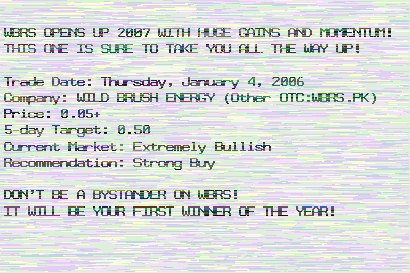 WBRS OPENS UP 2007 WITH HUGE GAINS AND MOMENTUM!
THIS ONE IS SURE TO TAKE YOU ALL THE WAY UP!
Trade Date: Thursday, January 4, 2006
Company: WILD BRUSH ENERGY (Other OTC:WBRS.PK)
Price: 0.05+
5-day Target: 0.50
Current Market: Extremely Bullish
Recommendation: Strong Buy
DON'T BE A BYSTANDER ON WBRS!
IT WILL BE YOUR FIRST WINNER OF THE YEAR!